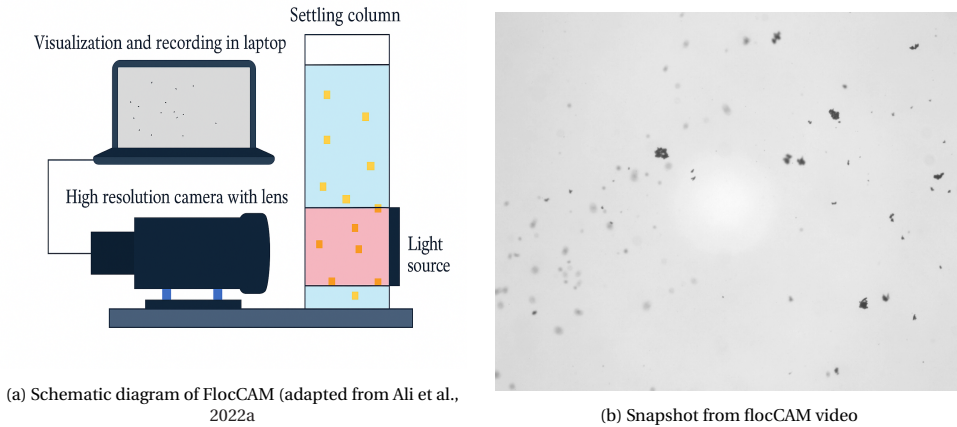 Settling column
Visualization and recording in laptop
High resolution camera with lens
Light
source
(a) Schematic diagram of FlocCAM (adapted from Ali et al.,
2022a
(b) Snapshot from flocCAM video